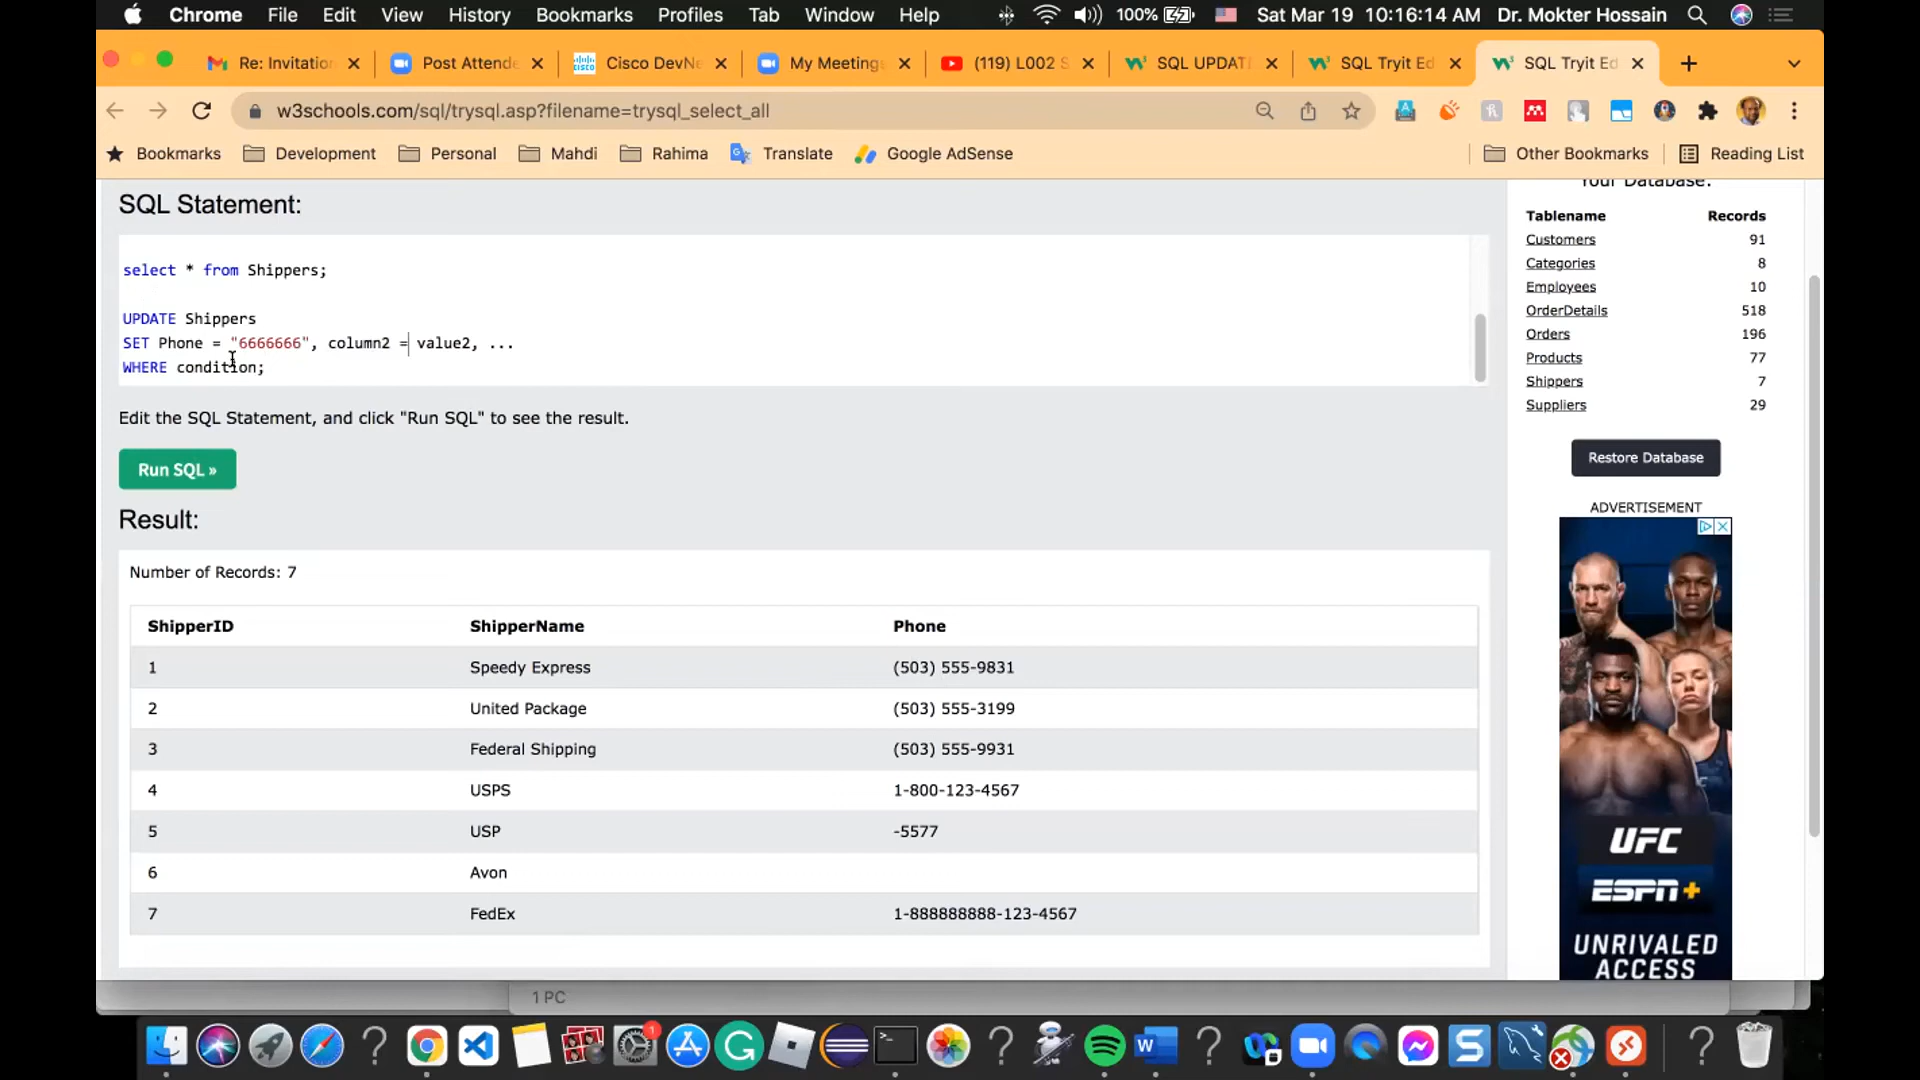 Chrome File Edit View History Bookmarks Profiles Tab Window Help 100% Sat Mar 19 10:16:14 AM Dr. Mokter Hossain
Re: Invitation Post Attende Cisco DevNe My Meeting (119) L002 S SQL UPDAT SQL Tryit Ed SQL Tryit Ed
w3schools.com/sql/trysql.asp?filename=trysql_select_all
Bookmarks Development Personal Mahdi Rahima Translate Google AdSense Other Bookmarks Reading List
SQL Statement:
select * from Shippers;
UPDATE Shippers
SET Phone = "6666666", column2 = value2, ...
WHERE condition;
Edit the SQL Statement, and click "Run SQL" to see the result.
Run SQL »
Result:
Number of Records: 7
ShipperID ShipperName Phone
1 Speedy Express (503) 555-9831
2 United Package (503) 555-3199
3 Federal Shipping (503) 555-9931
4 USPS 1-800-123-4567
5 USP -5577
6 Avon
7 FedEx 1-888888888-123-4567
Your Database:
Tablename Records
Customers 91
Categories 8
Employees 10
OrderDetails 518
Orders 196
Products 77
Shippers 7
Suppliers 29
Restore Database
ADVERTISEMENT
UFC
ESPN+
UNRIVALED
ACCESS
1 PC